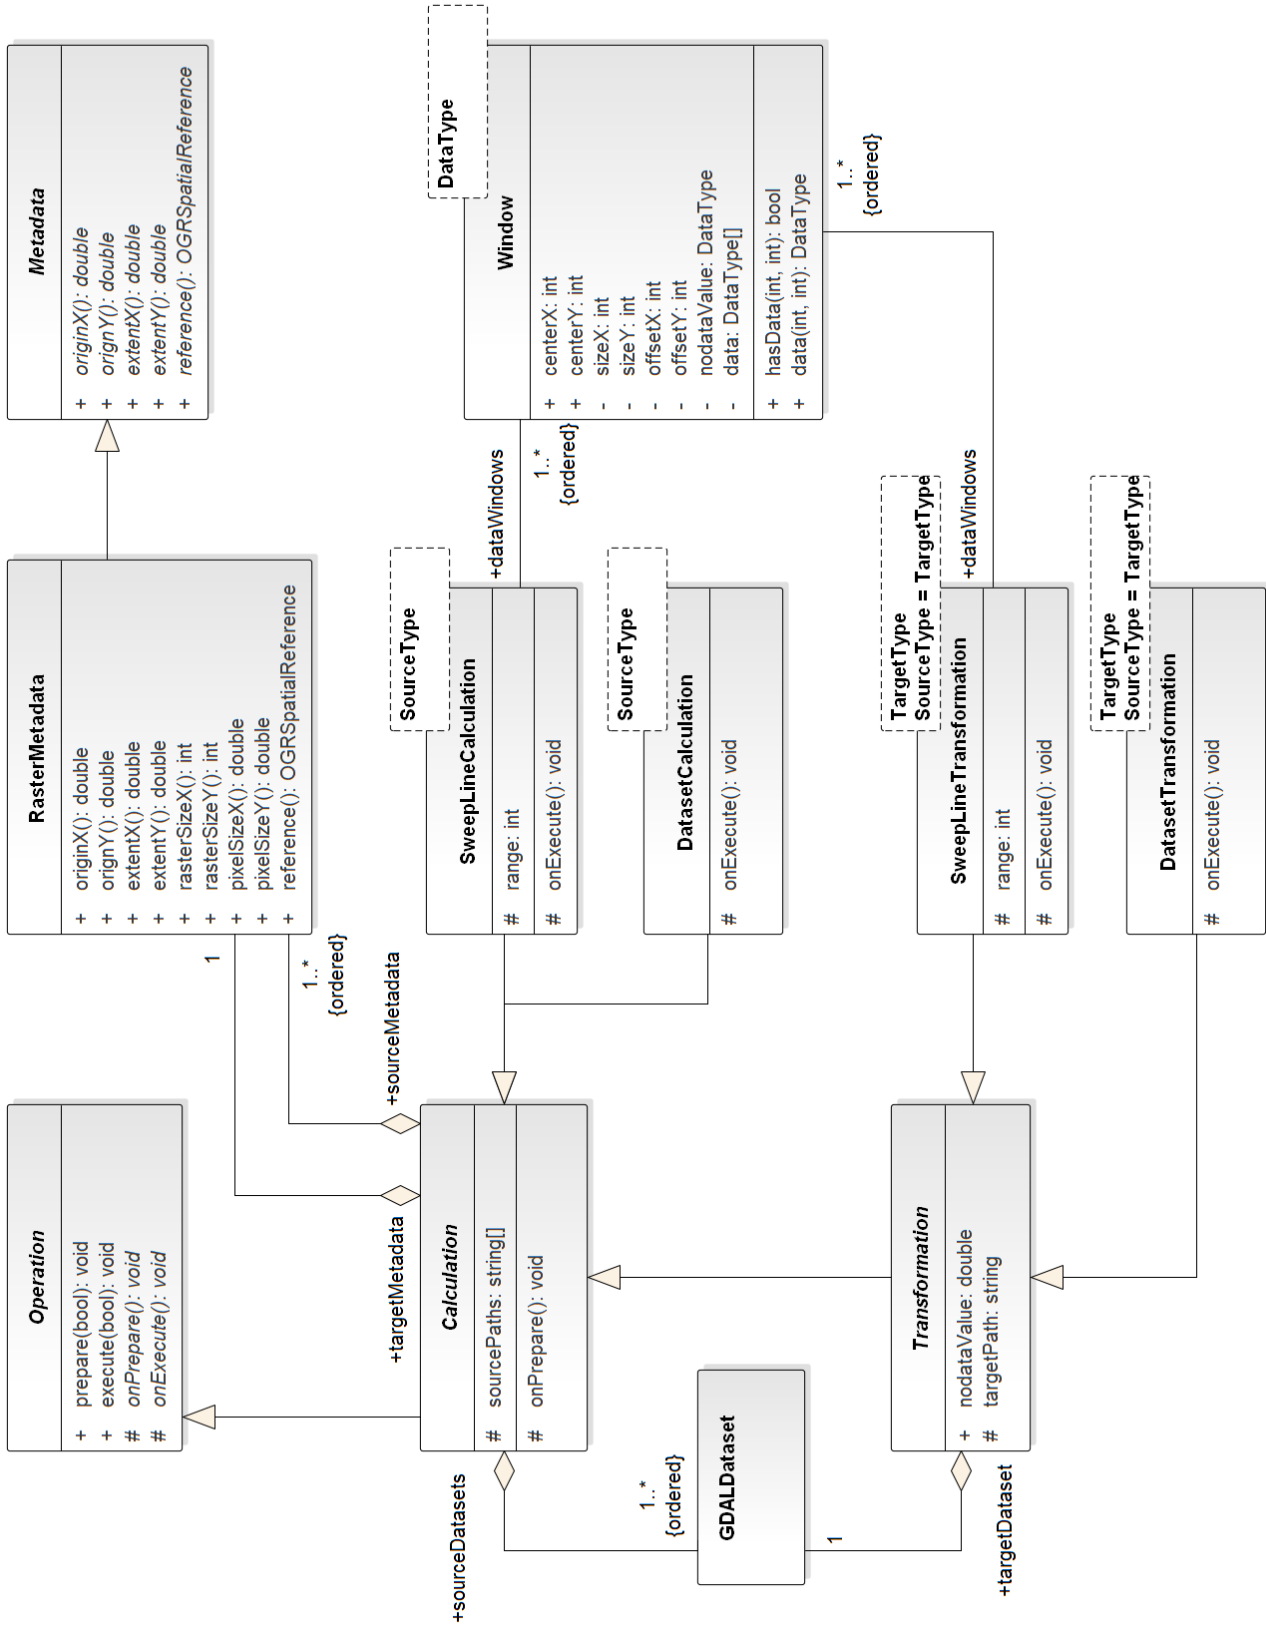 Operation
+ prepare(bool): void
+ execute(bool): void
# onPrepare(): void
# onExecute(): void
RasterMetadata
+ originX(): double
+ orignY(): double
+ extentX(): double
+ extentY(): double
+ rasterSizeX(): int
+ rasterSizeY(): int
+ pixelSizeX(): double
+ pixelSizeY(): double
+ reference(): OGRSpatialReference
Metadata
+ originX(): double
+ orignY(): double
+ extentX(): double
+ extentY(): double
+ reference(): OGRSpatialReference
1
1..*
{ordered}
+targetMetadata
+sourceMetadata
Calculation
# sourcePaths: string[]
# onPrepare(): void
+sourceDatasets
1..*
{ordered}
GDALDataset
1
+targetDataset
SourceType
SweepLineCalculation
# range: int
# onExecute(): void
+dataWindows
1..*
{ordered}
SourceType
DatasetCalculation
# onExecute(): void
DataType
Window
+ centerX: int
+ centerY: int
- sizeX: int
- sizeY: int
- offsetX: int
- offsetY: int
- nodataValue: DataType
- data: DataType[]
+ hasData(int, int): bool
+ data(int, int): DataType
1..*
{ordered}
Transformation
+ nodataValue: double
# targetPath: string
TargetType
SourceType = TargetType
SweepLineTransformation
# range: int
# onExecute(): void
+dataWindows
TargetType
SourceType = TargetType
DatasetTransformation
# onExecute(): void